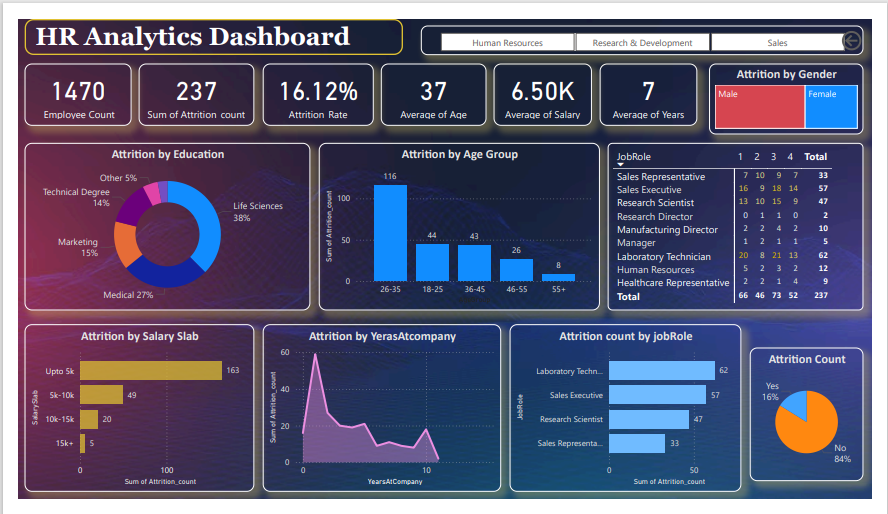 HR Analytics Dashboard
Human Resources
Research & Development
Sales
1470
Employee Count
237
Sum of Attrition count
16.12%
Attrition Rate
37
Average of Age
6.50K
Average of Salary
7
Average of Years
Attrition by Gender
Male
Female
Attrition by Education
Other 5%
Technical Degree
14%
Marketing
15%
Medical 27%
Life Sciences
38%
Attrition by Age Group
Sum of Attrition_count
100
50
0
116
44
43
26
8
26-35 18-25 36-45 46-55 55+
JobRole 1 2 3 4 Total
Sales Representative 7 10 9 7 33
Sales Executive 16 9 18 14 57
Research Scientist 13 10 15 9 47
Research Director 0 1 1 0 2
Manufacturing Director 2 2 4 2 10
Manager 1 2 1 1 5
Laboratory Technician 20 8 21 13 62
Human Resources 5 2 3 2 12
Healthcare Representative 2 2 1 4 9
Total 66 46 73 52 237
Attrition by Salary Slab
SalarySlab
Upto 5k 163
5k-10k 49
10k-15k 20
15k+ 5
0 100
Sum of Attrition_count
Attrition by YerasAtcompany
Sum of Attrition_count
60
40
20
0
0 10
YearsAtCompany
Attrition count by jobRole
JobRole
Laboratory Techn... 62
Sales Executive 57
Research Scientist 47
Sales Representa... 33
0 50
Sum of Attrition_count
Attrition Count
Yes
16%
No
84%